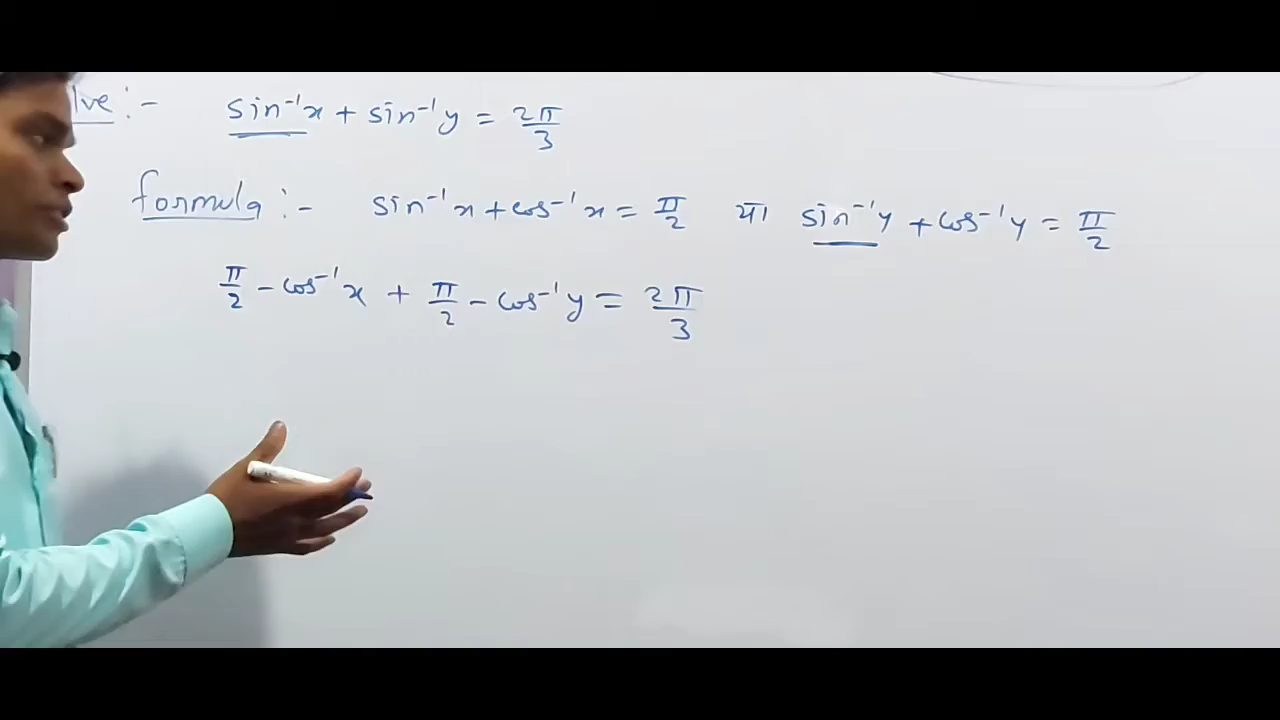 lve :- sin⁻¹x + sin⁻¹y = 2π/3
formula :- sin⁻¹x + cos⁻¹x = π/2 या sin⁻¹y + cos⁻¹y = π/2
π/2 - cos⁻¹x + π/2 - cos⁻¹y = 2π/3